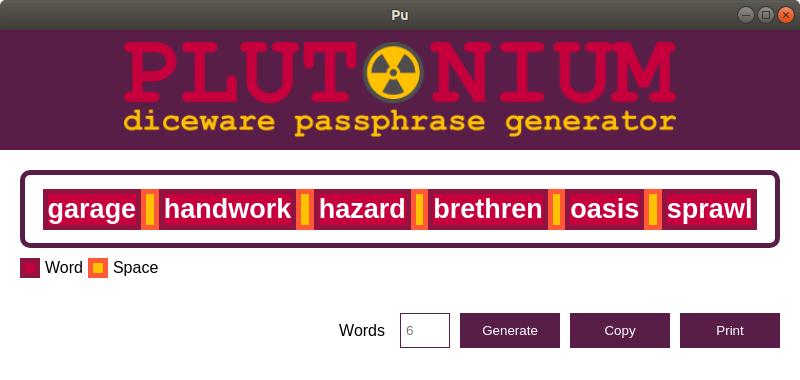 Pu
PLUTONIUM
diceware passphrase generator
garage handwork hazard brethren oasis sprawl
Word Space
Words 6 Generate Copy Print